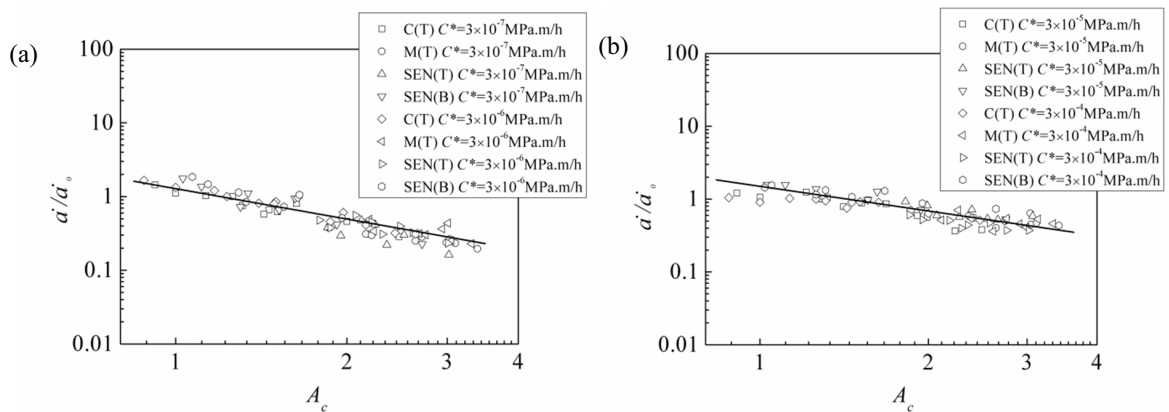 (a)
C(T) C*=3×10⁻⁷MPa.m/h
M(T) C*=3×10⁻⁷MPa.m/h
SEN(T) C*=3×10⁻⁷MPa.m/h
SEN(B) C*=3×10⁻⁷MPa.m/h
C(T) C*=3×10⁻⁶MPa.m/h
M(T) C*=3×10⁻⁶MPa.m/h
SEN(T) C*=3×10⁻⁶MPa.m/h
SEN(B) C*=3×10⁻⁶MPa.m/h
100
10
1
0.1
0.01
ȧ/ȧ₀
1 2 3 4
A_c
(b)
C(T) C*=3×10⁻⁵MPa.m/h
M(T) C*=3×10⁻⁵MPa.m/h
SEN(T) C*=3×10⁻⁵MPa.m/h
SEN(B) C*=3×10⁻⁵MPa.m/h
C(T) C*=3×10⁻⁴MPa.m/h
M(T) C*=3×10⁻⁴MPa.m/h
SEN(T) C*=3×10⁻⁴MPa.m/h
SEN(B) C*=3×10⁻⁴MPa.m/h
100
10
1
0.1
0.01
ȧ/ȧ₀
1 2 3 4
A_c